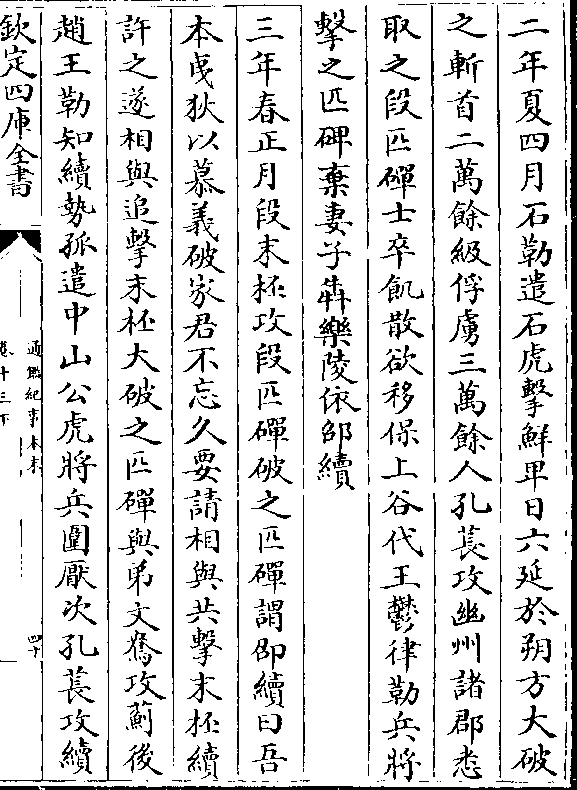 二年夏四月石勒遣石虎擊鮮卑日六延於朔方大破
之斬首二萬餘級俘虜三萬餘人孔萇攻幽州諸郡悉
取之段匹磾士卒飢散欲移保上谷代王鬱律勒兵將
擊之匹磾棄妻子犇樂陵依邵續
三年春正月段末柸攻段匹磾破之匹磾謂邵續曰吾
本夷狄以慕義破家君不忘久要請相與共擊末柸續
許之遂相與追擊末柸大破之匹磾與弟文鴦攻薊後
趙王勒知續勢孤遣中山公虎將兵圍厭次孔萇攻續
欽定四庫全書
通鑑紀事本末
卷十三下
四十